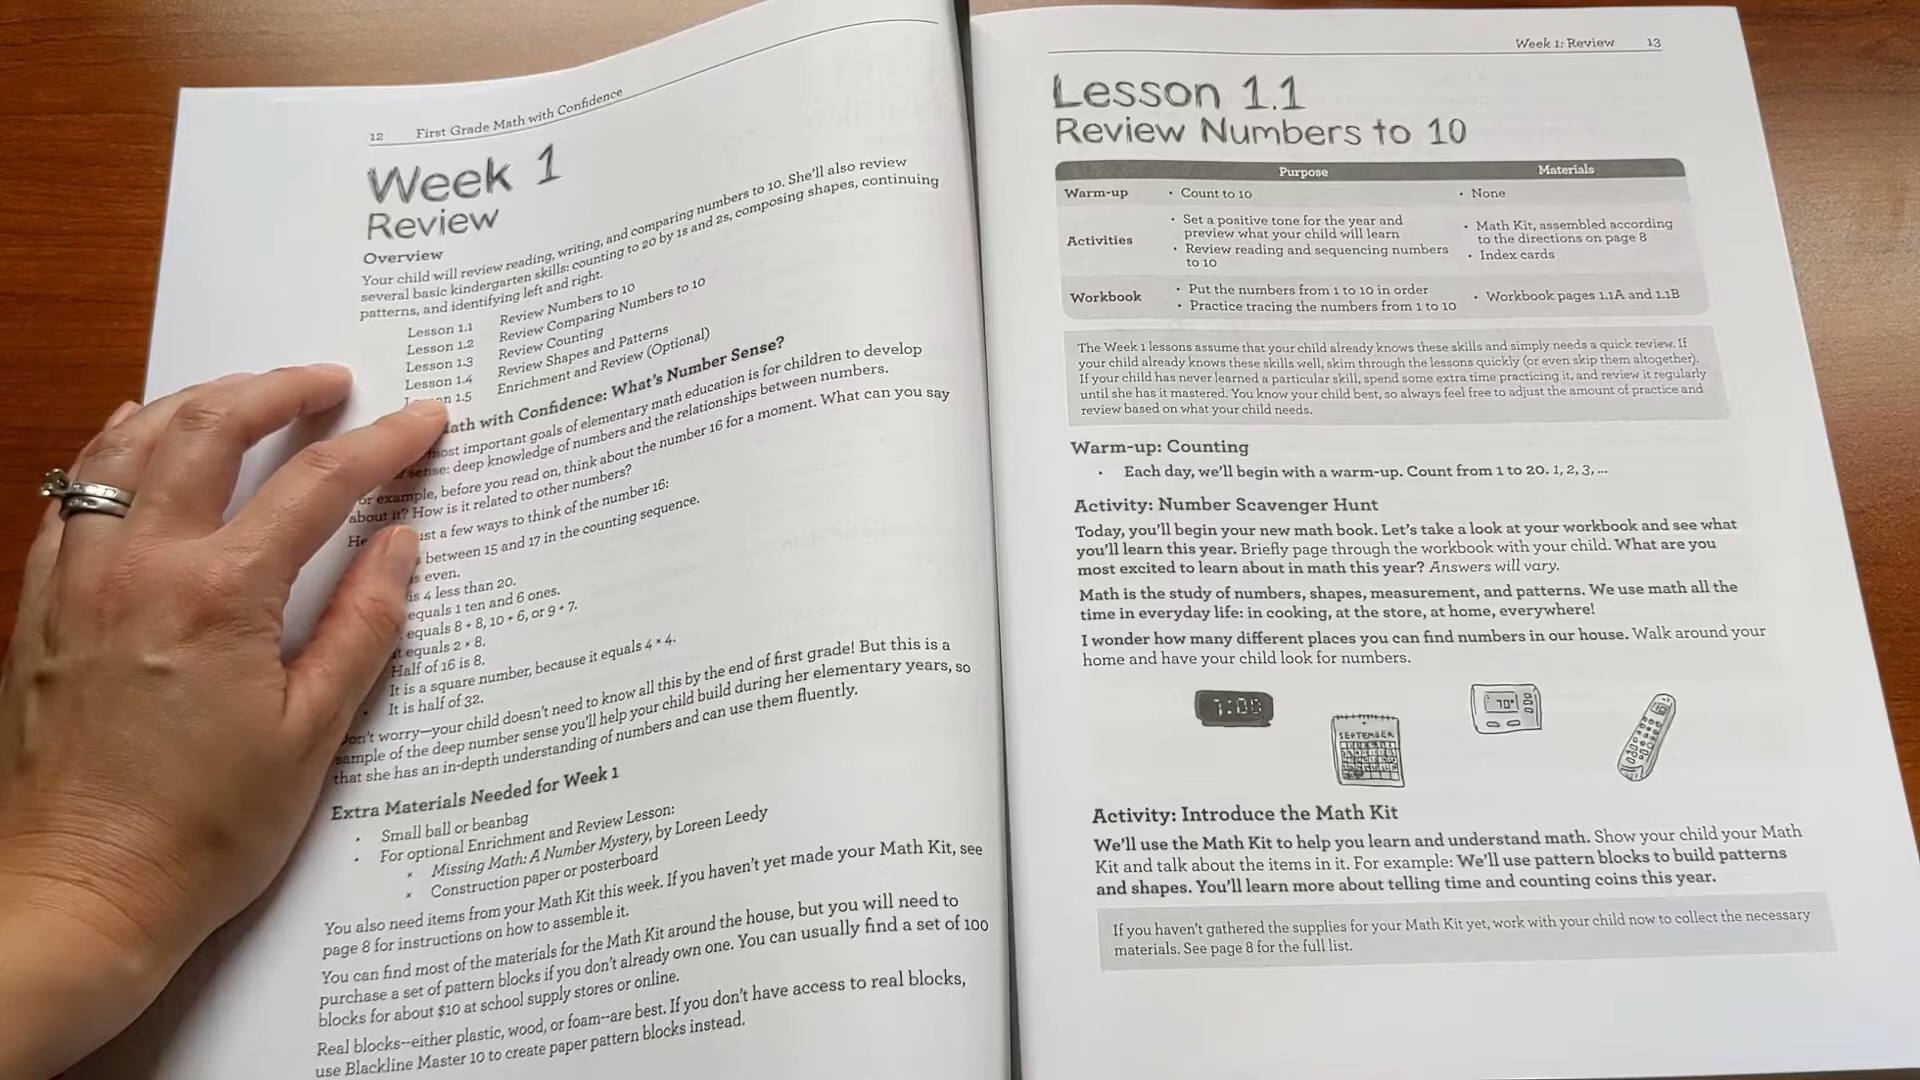 12 First Grade Math with Confidence
Week 1
Review
Overview
Your child will review reading, writing, and comparing numbers to 10. She'll also review
several basic kindergarten skills: counting to 20 by 1s and 2s, composing shapes, continuing
patterns, and identifying left and right.
Lesson 1.1 Review Numbers to 10
Lesson 1.2 Review Comparing Numbers to 10
Lesson 1.3 Review Counting
Lesson 1.4 Review Shapes and Patterns
1.5 Enrichment and Review (Optional)
Math with Confidence: What's Number Sense?
most important goals of elementary math education is for children to develop
sense: deep knowledge of numbers and the relationships between numbers.
For example, before you read on, think about the number 16 for a moment. What can you say
about it? How is it related to other numbers?
a few ways to think of the number 16:
between 15 and 17 in the counting sequence.
is even.
is 4 less than 20.
equals 1 ten and 6 ones.
equals 8 + 8, 10 + 6, or 9 + 7.
It equals 2 × 8.
Half of 16 is 8.
It is a square number, because it equals 4 × 4.
It is half of 32.
Don't worry—your child doesn't need to know all this by the end of first grade! But this is a
sample of the deep number sense you'll help your child build during her elementary years, so
that she has an in-depth understanding of numbers and can use them fluently.
Extra Materials Needed for Week 1
• Small ball or beanbag
• For optional Enrichment and Review Lesson:
× Missing Math: A Number Mystery, by Loreen Leedy
× Construction paper or posterboard
You also need items from your Math Kit this week. If you haven't yet made your Math Kit, see
page 8 for instructions on how to assemble it.
You can find most of the materials for the Math Kit around the house, but you will need to
purchase a set of pattern blocks if you don't already own one. You can usually find a set of 100
blocks for about $10 at school supply stores or online.
Real blocks--either plastic, wood, or foam--are best. If you don't have access to real blocks,
use Blackline Master 10 to create paper pattern blocks instead.
Week 1: Review 13
Lesson 1.1
Review Numbers to 10
Purpose Materials
Warm-up • Count to 10 • None
Activities • Set a positive tone for the year and
preview what your child will learn
• Review reading and sequencing numbers
to 10
• Math Kit, assembled according
to the directions on page 8
• Index cards
Workbook • Put the numbers from 1 to 10 in order
• Practice tracing the numbers from 1 to 10
• Workbook pages 1.1A and 1.1B
The Week 1 lessons assume that your child already knows these skills and simply needs a quick review. If
your child already knows these skills well, skim through the lessons quickly (or even skip them altogether).
If your child has never learned a particular skill, spend some extra time practicing it, and review it regularly
until she has it mastered. You know your child best, so always feel free to adjust the amount of practice and
review based on what your child needs.
Warm-up: Counting
• Each day, we'll begin with a warm-up. Count from 1 to 20. 1, 2, 3, ...
Activity: Number Scavenger Hunt
Today, you'll begin your new math book. Let's take a look at your workbook and see what
you'll learn this year. Briefly page through the workbook with your child. What are you
most excited to learn about in math this year? Answers will vary.
Math is the study of numbers, shapes, measurement, and patterns. We use math all the
time in everyday life: in cooking, at the store, at home, everywhere!
I wonder how many different places you can find numbers in our house. Walk around your
home and have your child look for numbers.
7:00
SEPTEMBER
70°
Activity: Introduce the Math Kit
We'll use the Math Kit to help you learn and understand math. Show your child your Math
Kit and talk about the items in it. For example: We'll use pattern blocks to build patterns
and shapes. You'll learn more about telling time and counting coins this year.
If you haven't gathered the supplies for your Math Kit yet, work with your child now to collect the necessary
materials. See page 8 for the full list.